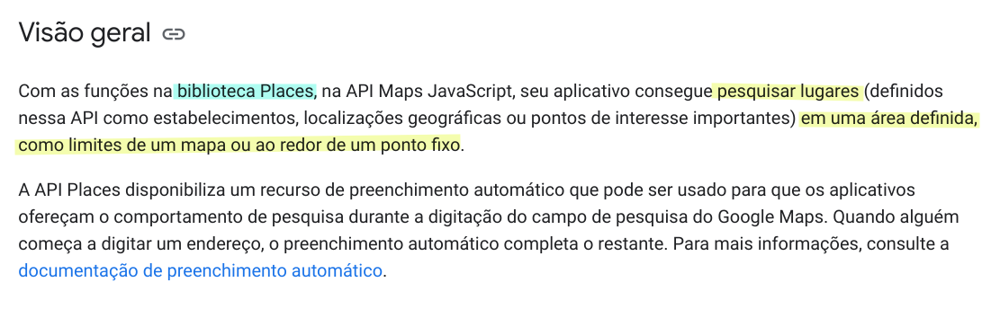 Visão geral
Com as funções na biblioteca Places, na API Maps JavaScript, seu aplicativo consegue pesquisar lugares (definidos
nessa API como estabelecimentos, localizações geográficas ou pontos de interesse importantes) em uma área definida,
como limites de um mapa ou ao redor de um ponto fixo.
A API Places disponibiliza um recurso de preenchimento automático que pode ser usado para que os aplicativos
ofereçam o comportamento de pesquisa durante a digitação do campo de pesquisa do Google Maps. Quando alguém
começa a digitar um endereço, o preenchimento automático completa o restante. Para mais informações, consulte a
documentação de preenchimento automático.